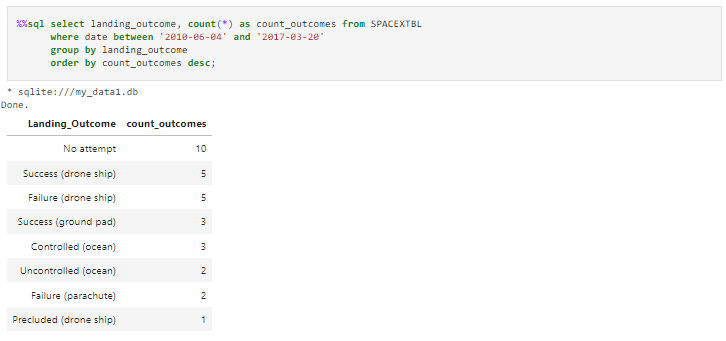 %%sql select landing_outcome, count(*) as count_outcomes from SPACEXTBL
where date between '2010-06-04' and '2017-03-20'
group by landing_outcome
order by count_outcomes desc;
* sqlite:///my_data1.db
Done.
Landing_Outcome count_outcomes
No attempt 10
Success (drone ship) 5
Failure (drone ship) 5
Success (ground pad) 3
Controlled (ocean) 3
Uncontrolled (ocean) 2
Failure (parachute) 2
Precluded (drone ship) 1